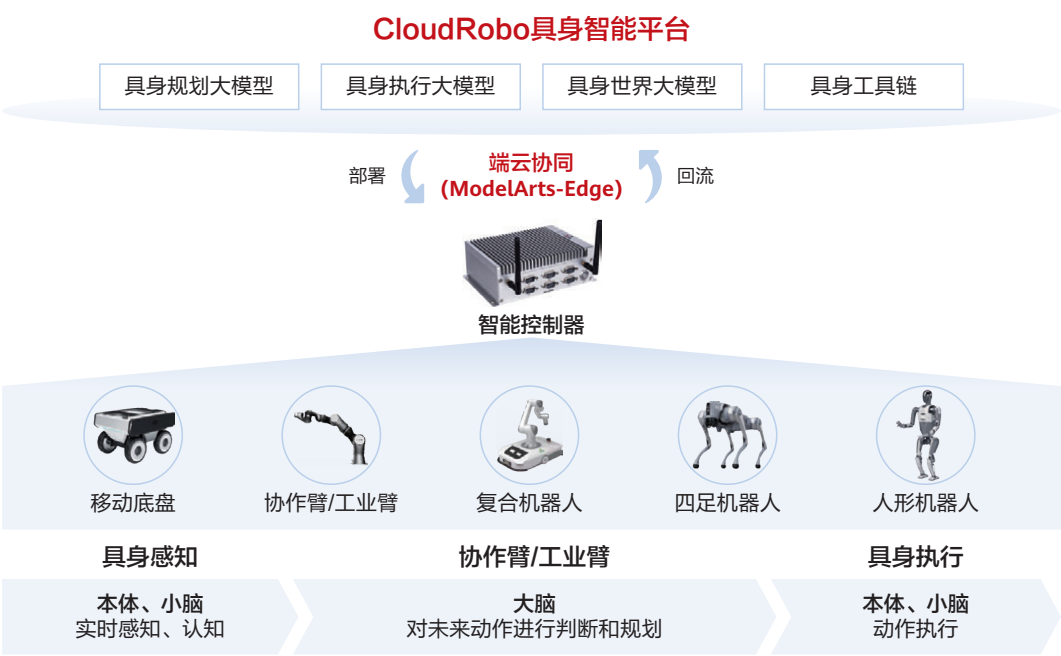 CloudRobo具身智能平台
具身规划大模型
具身执行大模型
具身世界大模型
具身工具链
部署
端云协同
(ModelArts-Edge)
回流
智能控制器
移动底盘
协作臂/工业臂
复合机器人
四足机器人
人形机器人
具身感知
协作臂/工业臂
具身执行
本体、小脑
实时感知、认知
大脑
对未来动作进行判断和规划
本体、小脑
动作执行